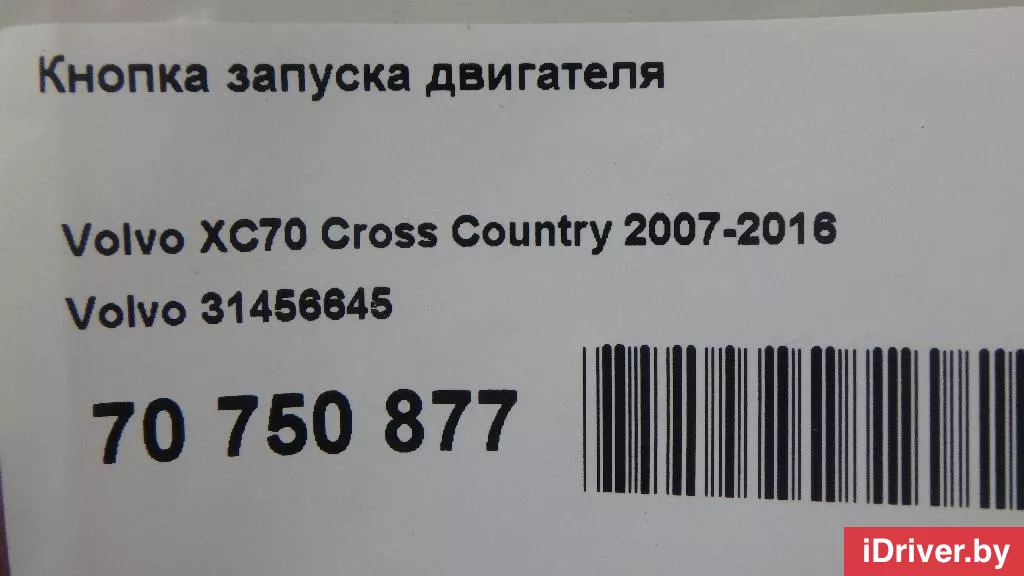 Кнопка запуска двигателя
Volvo XC70 Cross Country 2007-2016
Volvo 31456645
70 750 877
iDriver.by